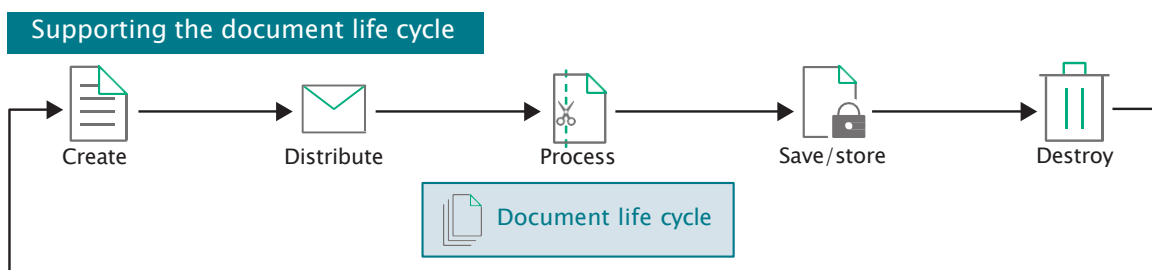 Supporting the document life cycle
Create
Distribute
Process
Save/store
Destroy
Document life cycle